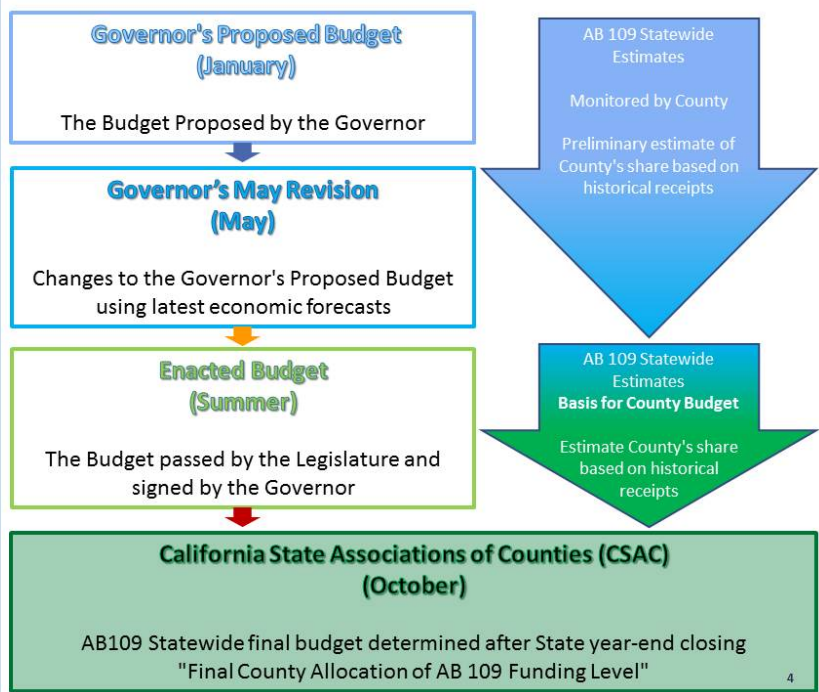 Governor's Proposed Budget
(January)
The Budget Proposed by the Governor
AB 109 Statewide
Estimates
Monitored by County
Preliminary estimate of
County's share based on
historical receipts
Governor's May Revision
(May)
Changes to the Governor's Proposed Budget
using latest economic forecasts
Enacted Budget
(Summer)
The Budget passed by the Legislature and
signed by the Governor
AB 109 Statewide
Estimates
Basis for County Budget
Estimate County's share
based on historical
receipts
California State Associations of Counties (CSAC)
(October)
AB109 Statewide final budget determined after State year-end closing
"Final County Allocation of AB 109 Funding Level"
4